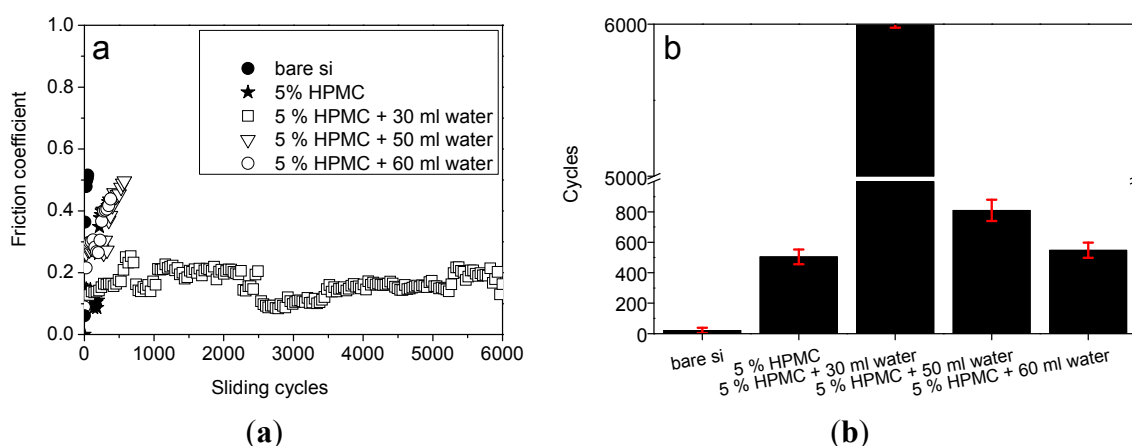 a
1.0
0.8
0.6
0.4
0.2
0.0
Friction coefficient
bare si
5% HPMC
5 % HPMC + 30 ml water
5 % HPMC + 50 ml water
5 % HPMC + 60 ml water
0 1000 2000 3000 4000 5000 6000
Sliding cycles
(a)
b
6000
5000
800
600
400
200
0
Cycles
bare si
5 % HPMC
5 % HPMC + 30 ml water
5 % HPMC + 50 ml water
5 % HPMC + 60 ml water
(b)